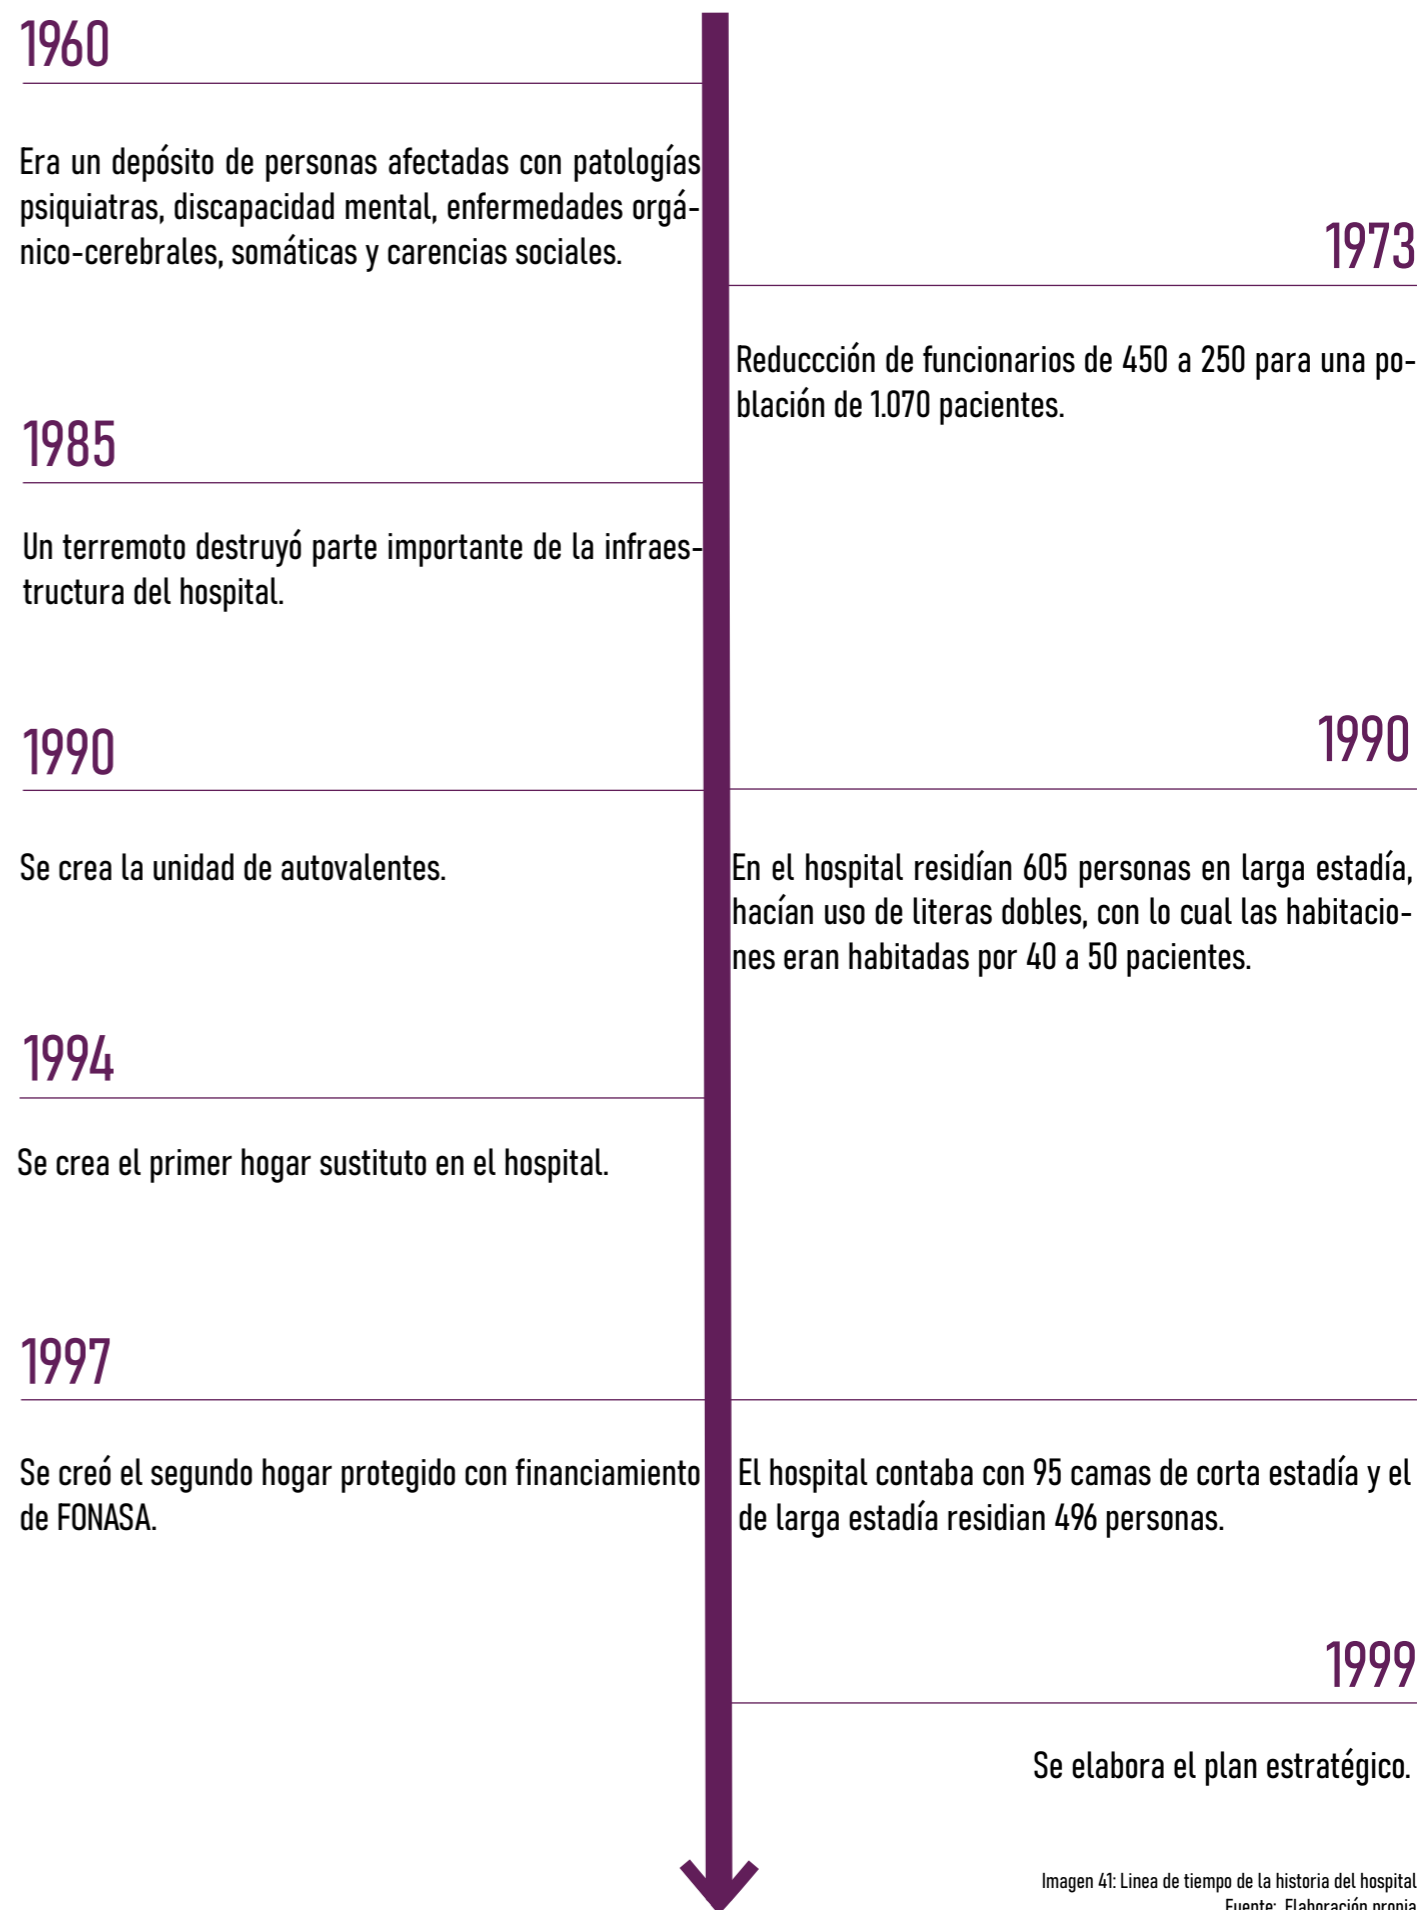 1960
Era un depósito de personas afectadas con patologías
psiquiatras, discapacidad mental, enfermedades orgá-
nico-cerebrales, somáticas y carencias sociales.
1973
Reduccción de funcionarios de 450 a 250 para una po-
blación de 1.070 pacientes.
1985
Un terremoto destruyó parte importante de la infraes-
tructura del hospital.
1990
Se crea la unidad de autovalentes.
1990
En el hospital residían 605 personas en larga estadía,
hacían uso de literas dobles, con lo cual las habitacio-
nes eran habitadas por 40 a 50 pacientes.
1994
Se crea el primer hogar sustituto en el hospital.
1997
Se creó el segundo hogar protegido con financiamiento
de FONASA.
El hospital contaba con 95 camas de corta estadía y el
de larga estadía residian 496 personas.
1999
Se elabora el plan estratégico.
Imagen 41: Linea de tiempo de la historia del hospital
Fuente: Elaboración propia